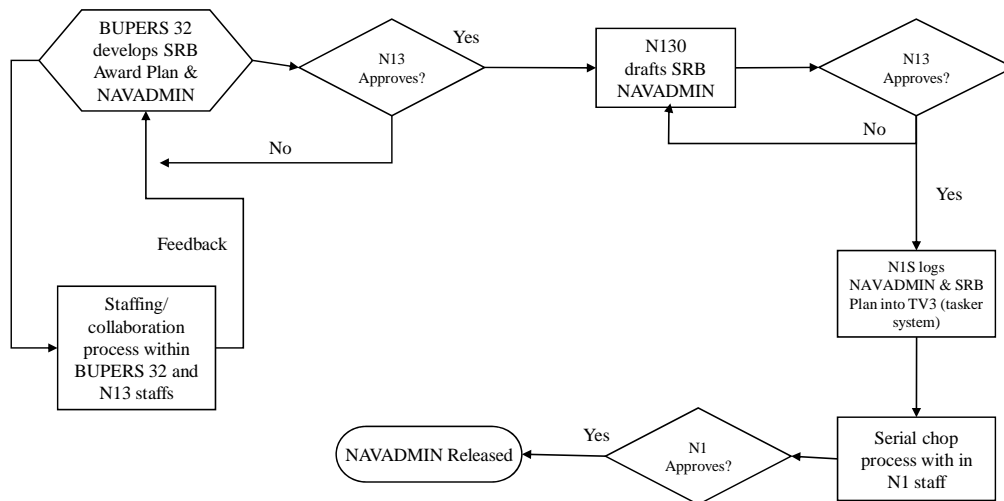 BUPERS 32
develops SRB
Award Plan &
NAVADMIN
N13
Approves?
Yes
No
N130
drafts SRB
NAVADMIN
N13
Approves?
No
Yes
Feedback
Staffing/
collaboration
process within
BUPERS 32 and
N13 staffs
N1S logs
NAVADMIN & SRB
Plan into TV3 (tasker
system)
Serial chop
process with in
N1 staff
N1
Approves?
Yes
NAVADMIN Released